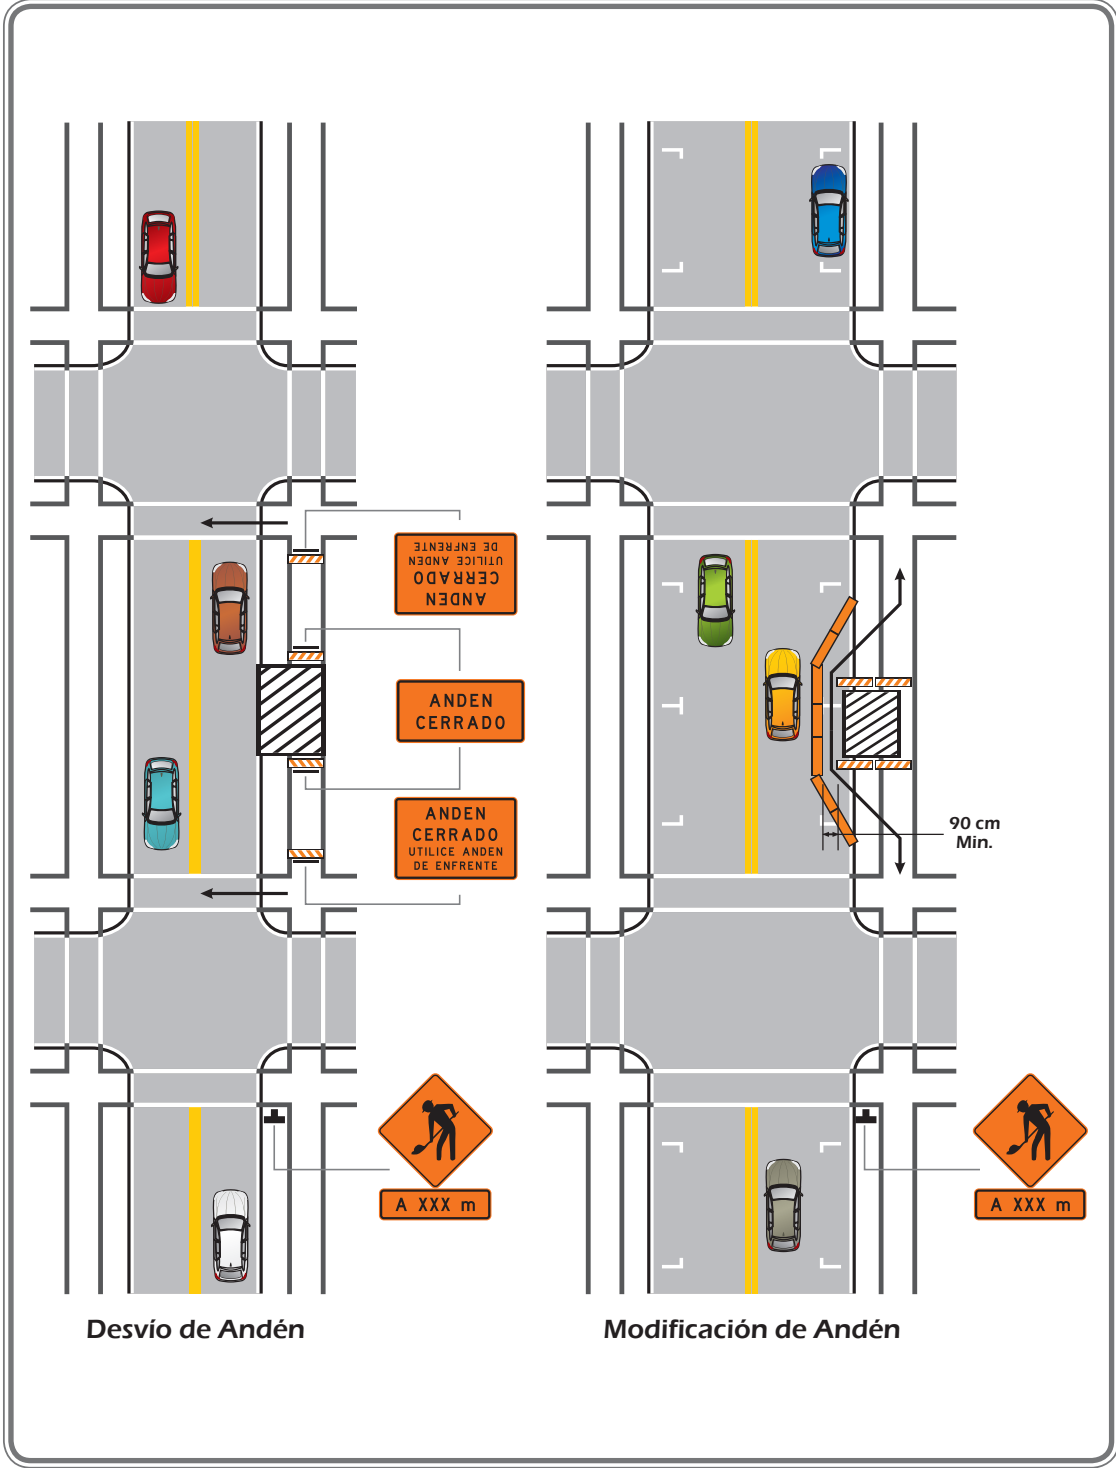 ANDEN
CERRADO
UTILICE ANDEN
DE ENFRENTE
ANDEN
CERRADO
ANDEN
CERRADO
UTILICE ANDEN
DE ENFRENTE
90 cm
Min.
A XXX m
A XXX m
Desvío de Andén
Modificación de Andén